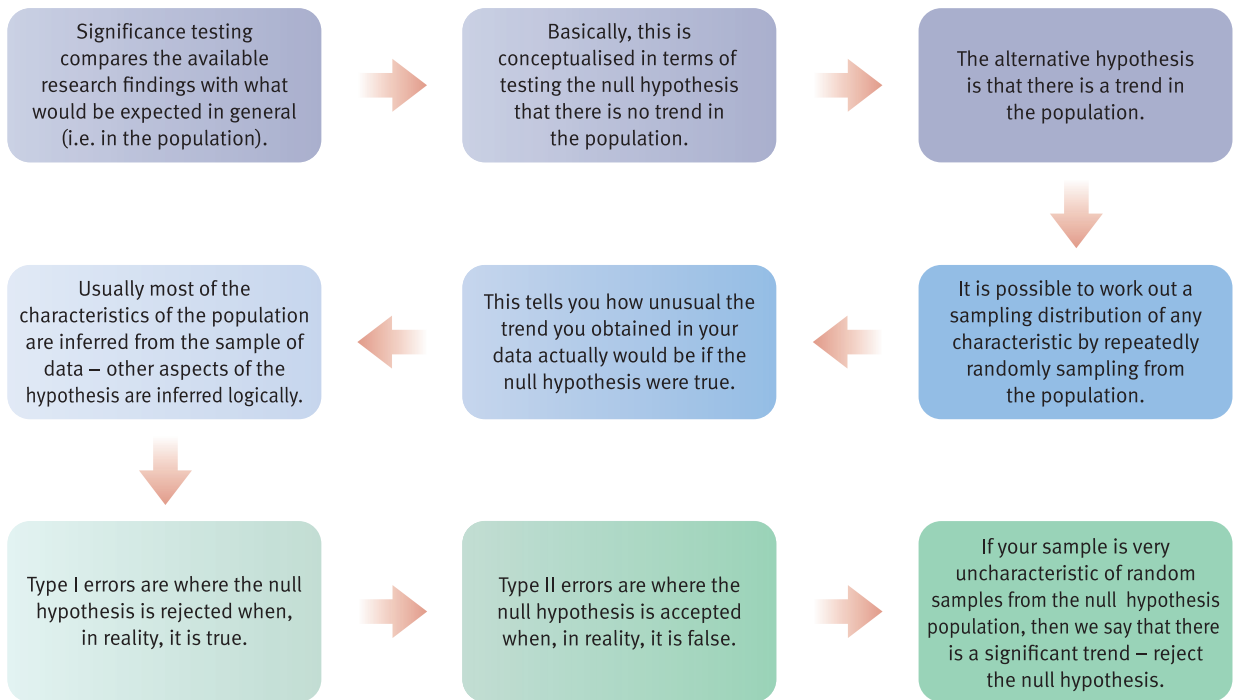 Significance testing
compares the available
research findings with what
would be expected in general
(i.e. in the population).
Basically, this is
conceptualised in terms of
testing the null hypothesis
that there is no trend in
the population.
The alternative hypothesis
is that there is a trend in
the population.
It is possible to work out a
sampling distribution of any
characteristic by repeatedly
randomly sampling from
the population.
This tells you how unusual the
trend you obtained in your
data actually would be if the
null hypothesis were true.
Usually most of the
characteristics of the population
are inferred from the sample of
data – other aspects of the
hypothesis are inferred logically.
Type I errors are where the null
hypothesis is rejected when,
in reality, it is true.
Type II errors are where the
null hypothesis is accepted
when, in reality, it is false.
If your sample is very
uncharacteristic of random
samples from the null hypothesis
population, then we say that there
is a significant trend – reject
the null hypothesis.